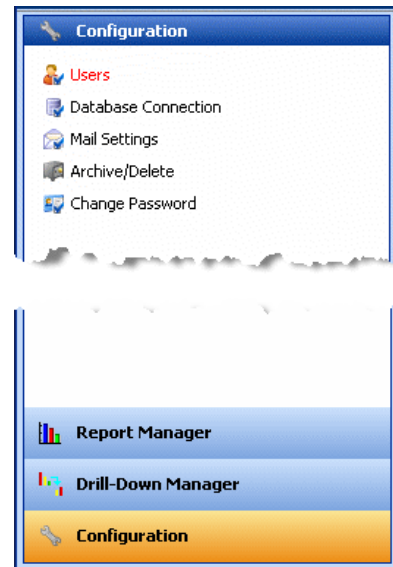 Configuration
Users
Database Connection
Mail Settings
Archive/Delete
Change Password
Report Manager
Drill-Down Manager
Configuration